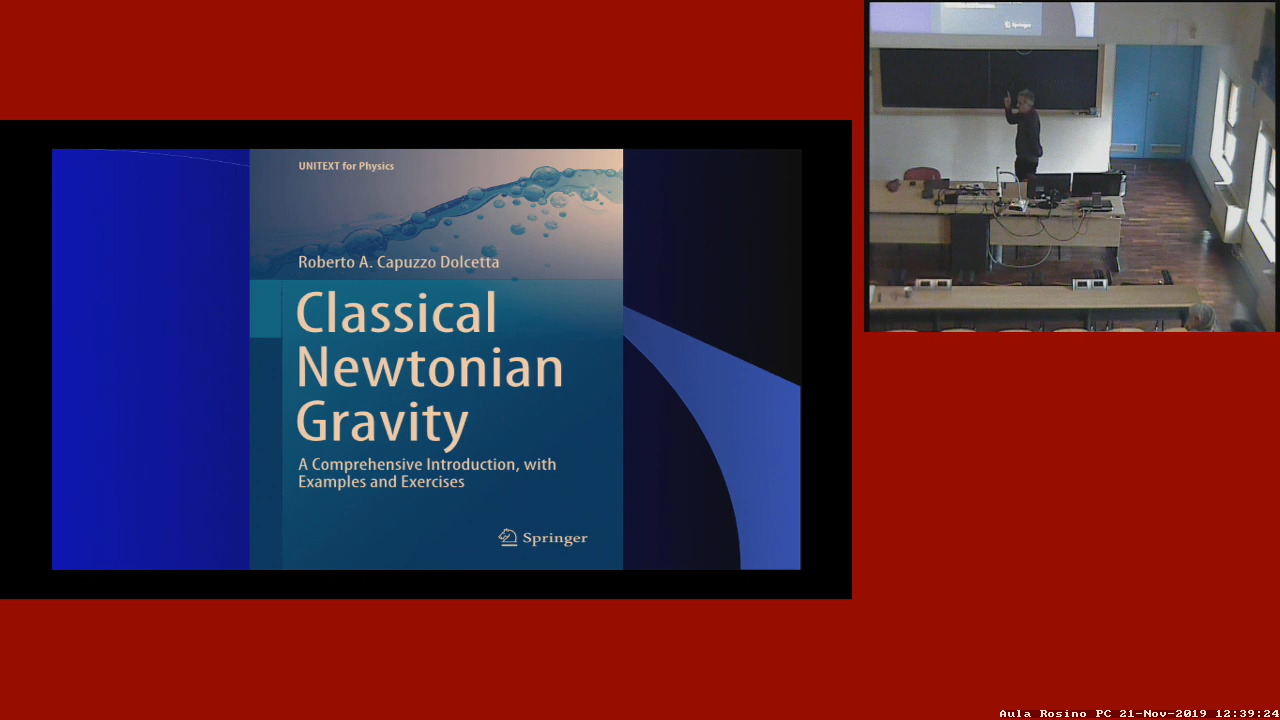 UNITEXT for Physics
Roberto A. Capuzzo Dolcetta
Classical
Newtonian
Gravity
A Comprehensive Introduction, with
Examples and Exercises
Springer
Springer
Aula Rosino PC 21-Nov-2019 12:39:24